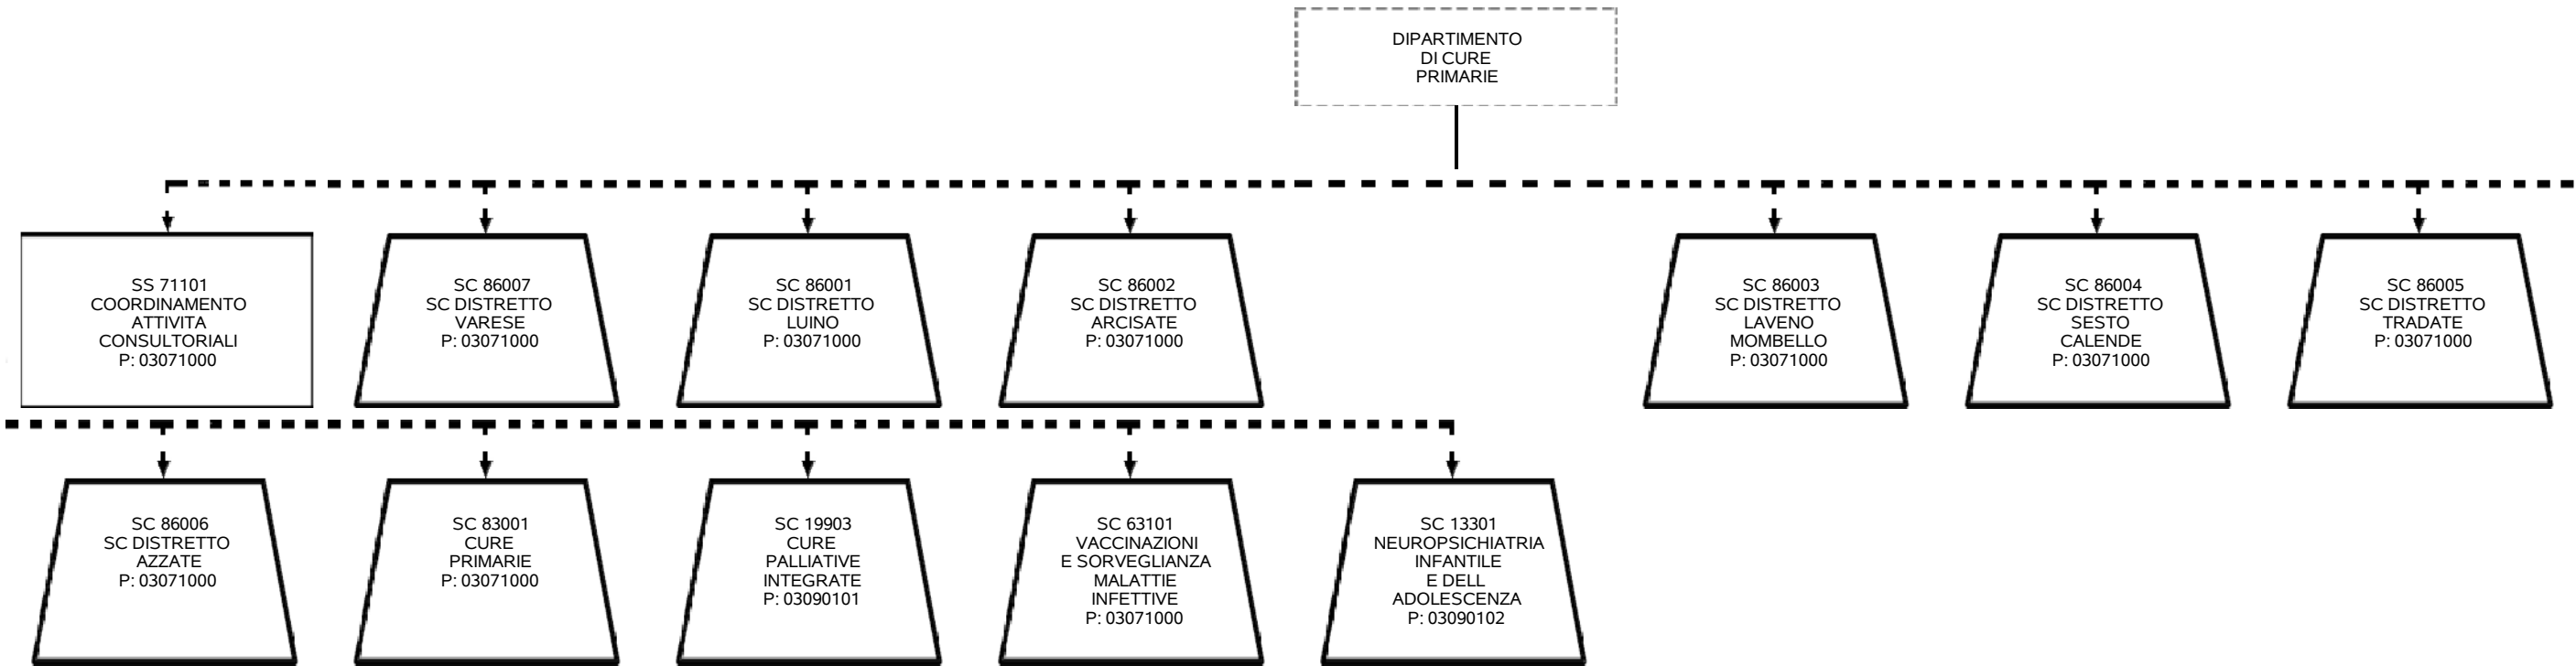 DIPARTIMENTO
DI CURE
PRIMARIE
SS 71101
COORDINAMENTO
ATTIVITA
CONSULTORIALI
P: 03071000
SC 86007
SC DISTRETTO
VARESE
P: 03071000
SC 86001
SC DISTRETTO
LUINO
P: 03071000
SC 86002
SC DISTRETTO
ARCISATE
P: 03071000
SC 86003
SC DISTRETTO
LAVENO
MOMBELLO
P: 03071000
SC 86004
SC DISTRETTO
SESTO
CALENDE
P: 03071000
SC 86005
SC DISTRETTO
TRADATE
P: 03071000
SC 86006
SC DISTRETTO
AZZATE
P: 03071000
SC 83001
CURE
PRIMARIE
P: 03071000
SC 19903
CURE
PALLIATIVE
INTEGRATE
P: 03090101
SC 63101
VACCINAZIONI
E SORVEGLIANZA
MALATTIE
INFETTIVE
P: 03071000
SC 13301
NEUROPSICHIATRIA
INFANTILE
E DELL
ADOLESCENZA
P: 03090102